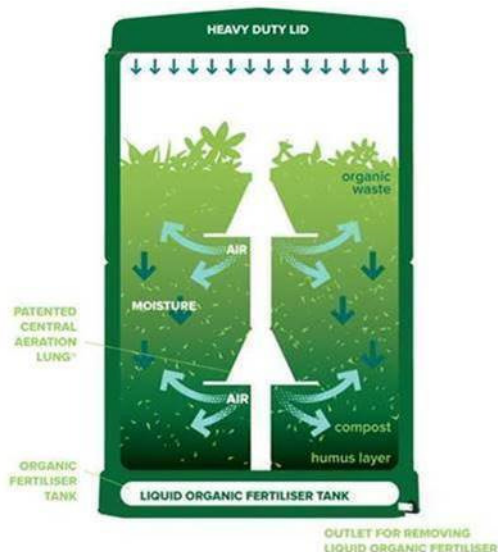 HEAVY DUTY LID
organic
waste
AIR
MOISTURE
PATENTED
CENTRAL
AERATION
LUNG®
AIR
compost
humus layer
ORGANIC
FERTILISER
TANK
LIQUID ORGANIC FERTILISER TANK
OUTLET FOR REMOVING
LIQUID ORGANIC FERTILISER